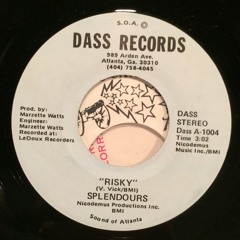 S.O.A.
DASS RECORDS
985 Arden Ave.
Atlanta, Ga. 30310
(404) 758-4045
Prod. by:
Marzette Watts
Engineer:
Marzette Watts
Recorded at:
LeDoux Recorders
CORR
DASS
STEREO
Dass A-1004
Time 3:02
Nicodemus
Music Inc./BMI
"RISKY"
(V. Vick/BMI)
SPLENDOURS
Nicodemus Productions Inc.
BMI
Sound of Atlanta